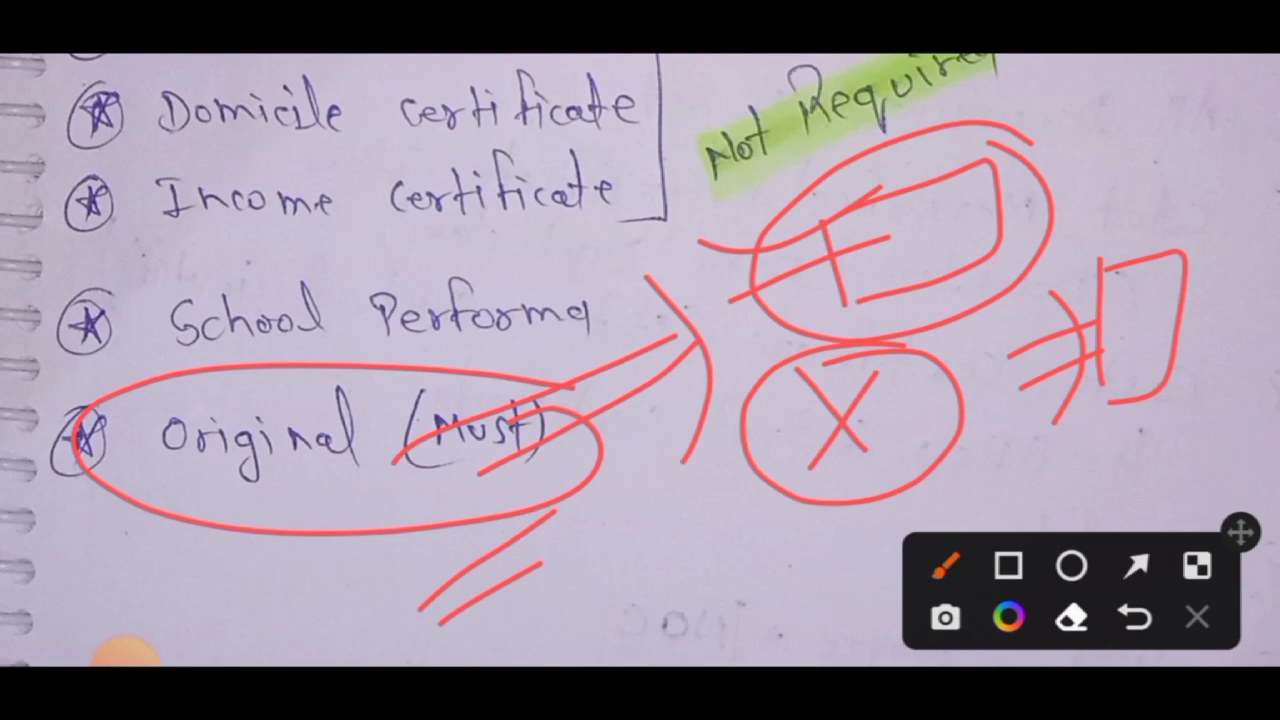 Domicile certificate
Not Required
Income certificate
School Performa
Original (Must)